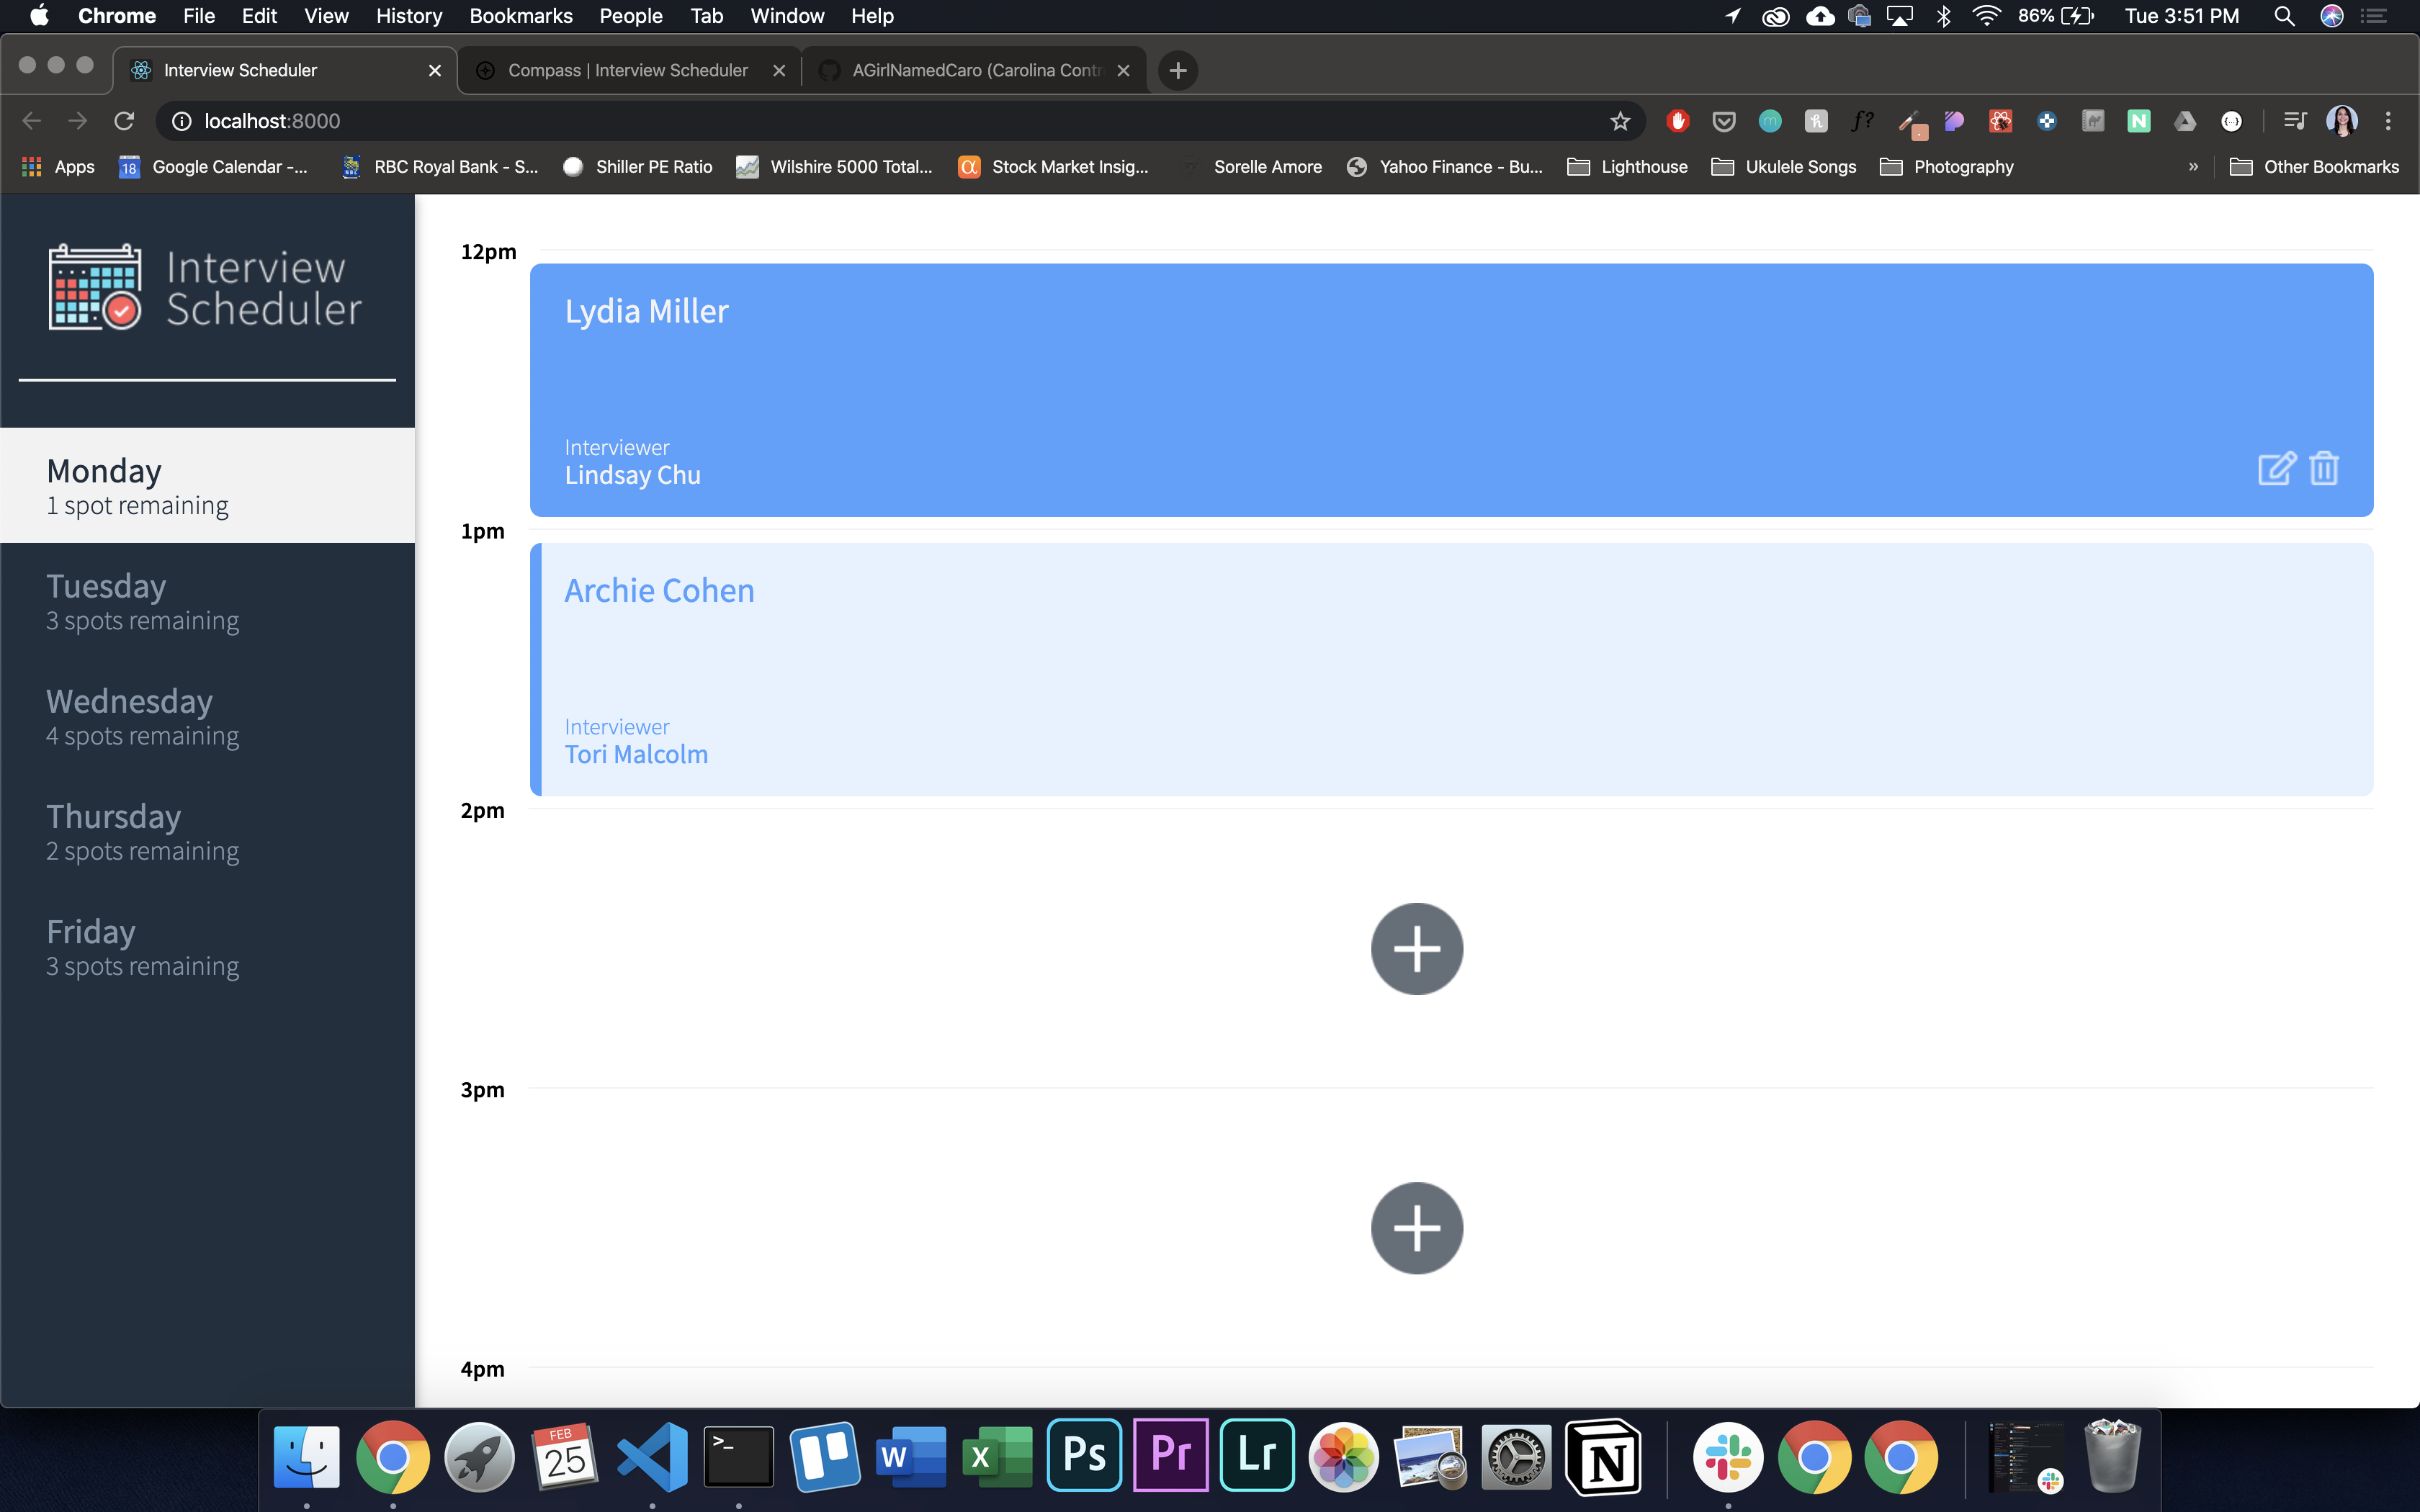 Chrome File Edit View History Bookmarks People Tab Window Help 86% Tue 3:51 PM
Interview Scheduler Compass | Interview Scheduler AGirlNamedCaro (Carolina Contr
localhost:8000
Apps 18 Google Calendar -... RBC Royal Bank - S... Shiller PE Ratio Wilshire 5000 Total... Stock Market Insig... Sorelle Amore Yahoo Finance - Bu... Lighthouse Ukulele Songs Photography » Other Bookmarks
Interview
Scheduler
Monday
1 spot remaining
Tuesday
3 spots remaining
Wednesday
4 spots remaining
Thursday
2 spots remaining
Friday
3 spots remaining
12pm
Lydia Miller
Interviewer
Lindsay Chu
1pm
Archie Cohen
Interviewer
Tori Malcolm
2pm
3pm
4pm
FEB
25
>_
W
X
Ps
Pr
Lr
N